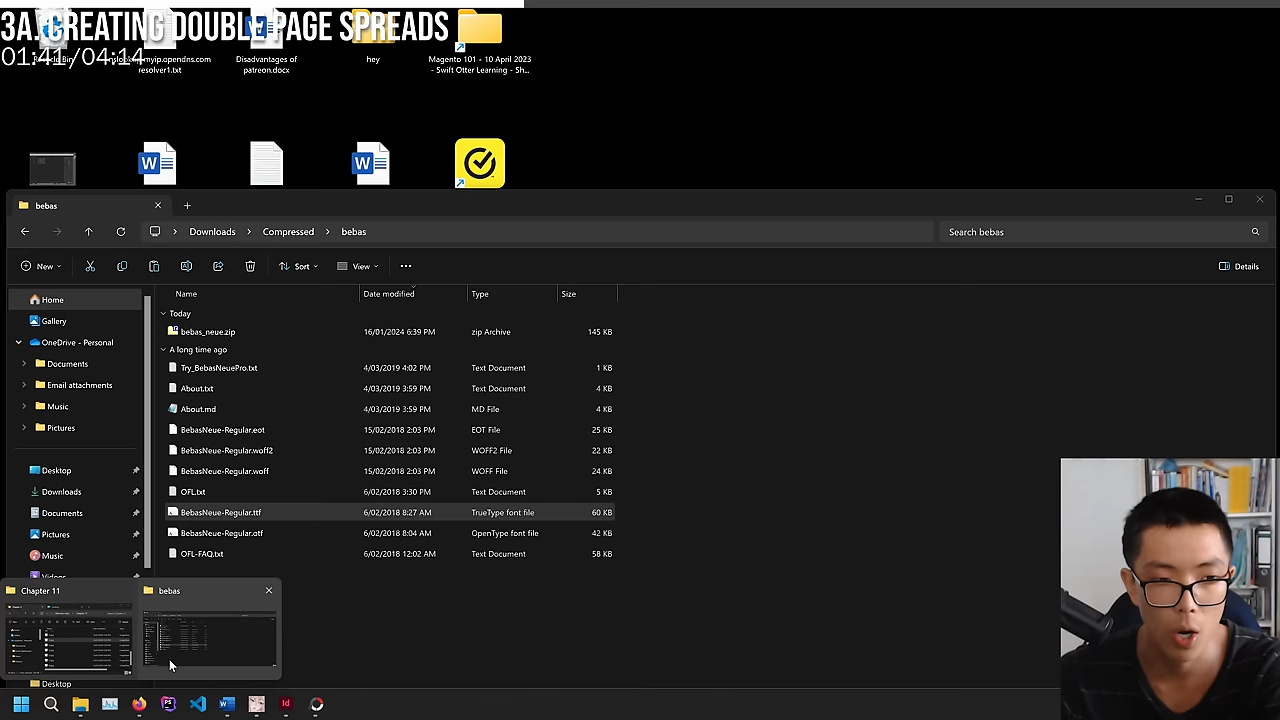 3A. CREATING DOUBLE PAGE SPREADS
01:41/04:14
myip.opendns.com
resolver1.txt
Disadvantages of
patreon.docx
hey
Magento 101 - 10 April 2023
- Swift Otter Learning - Sh...
bebas
Downloads
Compressed
bebas
Search bebas
New
Sort
View
Details
Name
Date modified
Type
Size
Home
Gallery
OneDrive - Personal
Documents
Email attachments
Music
Pictures
Desktop
Downloads
Documents
Pictures
Music
Videos
Desktop
Today
bebas_neue.zip 16/01/2024 6:39 PM zip Archive 145 KB
A long time ago
Try_BebasNeuePro.txt 4/03/2019 4:02 PM Text Document 1 KB
About.txt 4/03/2019 3:59 PM Text Document 4 KB
About.md 4/03/2019 3:59 PM MD File 4 KB
BebasNeue-Regular.eot 15/02/2018 2:03 PM EOT File 25 KB
BebasNeue-Regular.woff2 15/02/2018 2:03 PM WOFF2 File 22 KB
BebasNeue-Regular.woff 15/02/2018 2:03 PM WOFF File 24 KB
OFL.txt 6/02/2018 3:30 PM Text Document 5 KB
BebasNeue-Regular.ttf 6/02/2018 8:27 AM TrueType font file 60 KB
BebasNeue-Regular.otf 6/02/2018 8:04 AM OpenType font file 42 KB
OFL-FAQ.txt 6/02/2018 12:02 AM Text Document 58 KB
Chapter 11
bebas